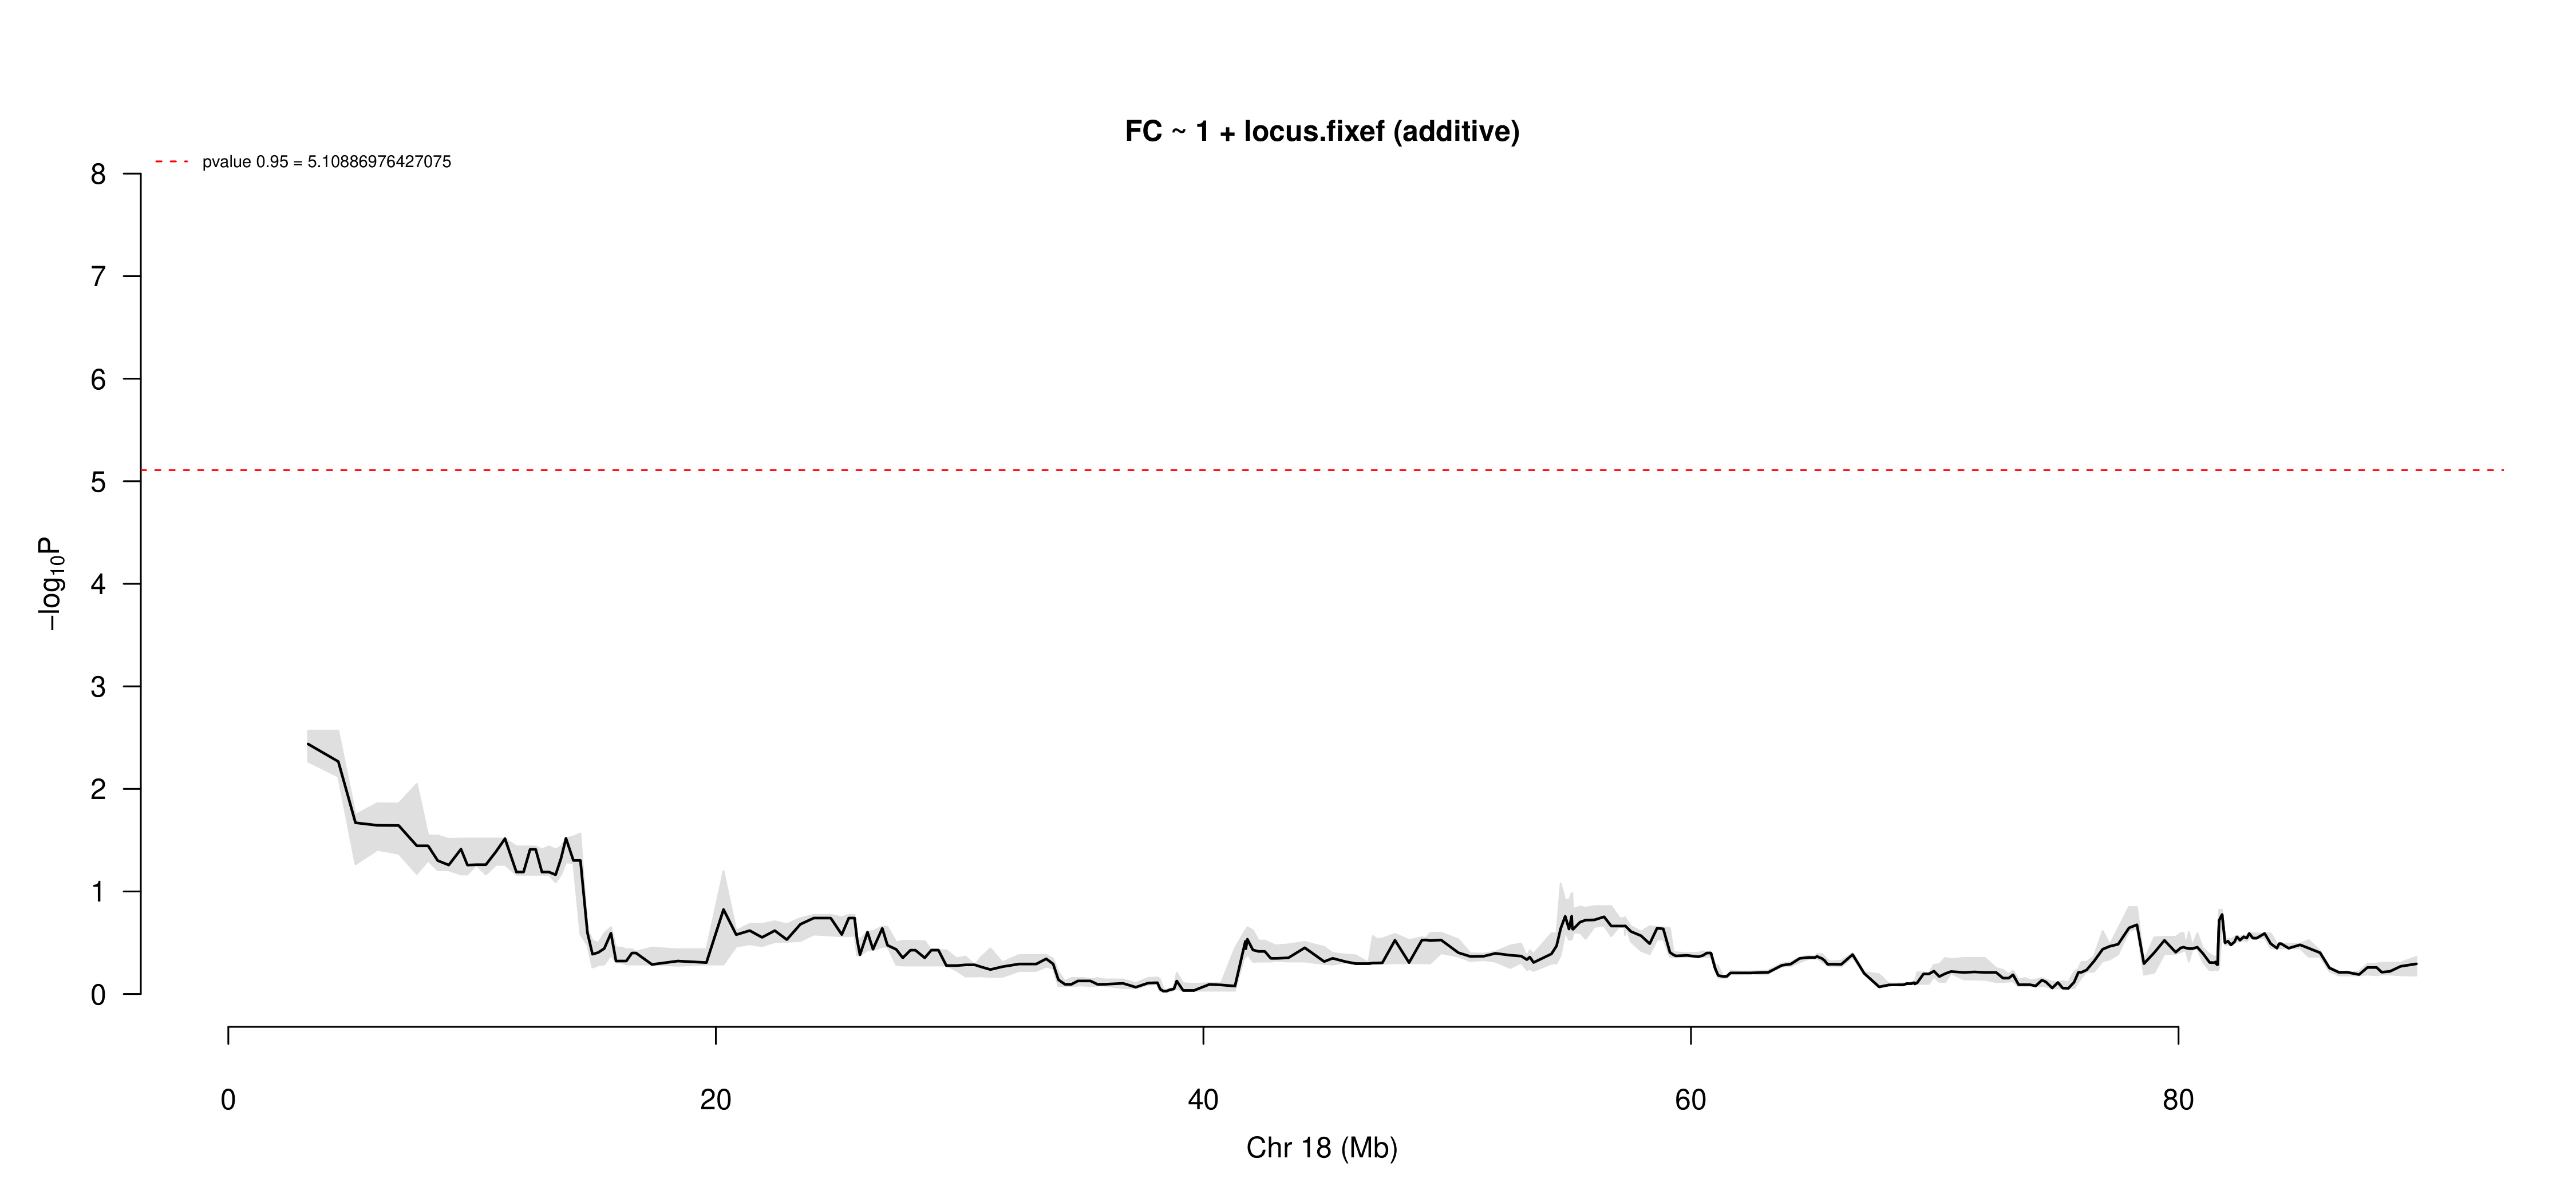 FC ~ 1 + locus.fixef (additive)
pvalue 0.95 = 5.10886976427075
8
7
6
5
4
3
2
1
0
−log10P
0 20 40 60 80
Chr 18 (Mb)